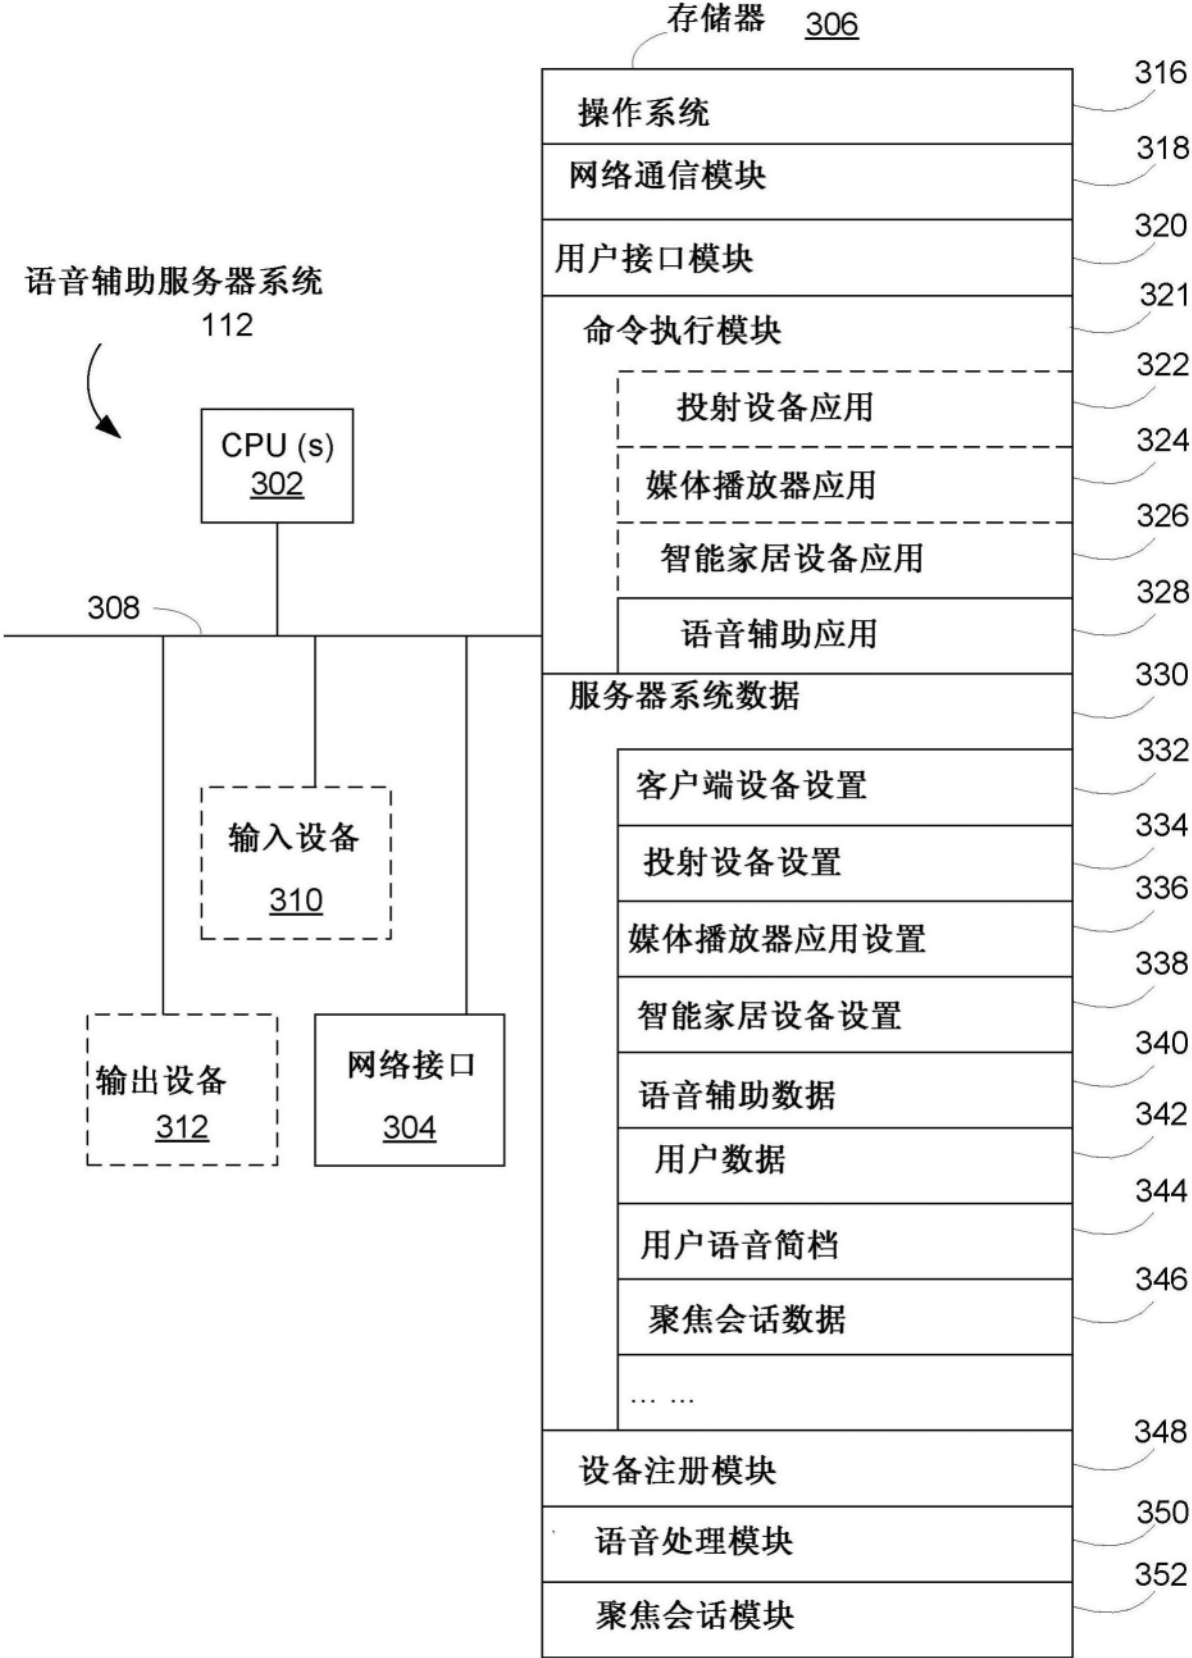 存储器 306
316
操作系统
318
网络通信模块
320
用户接口模块
语音辅助服务器系统
112
321
命令执行模块
322
投射设备应用
324
媒体播放器应用
326
智能家居设备应用
328
语音辅助应用
CPU (s)
302
308
330
服务器系统数据
332
客户端设备设置
334
投射设备设置
336
媒体播放器应用设置
338
智能家居设备设置
340
语音辅助数据
342
用户数据
344
用户语音简档
346
聚焦会话数据
... ...
输入设备
310
输出设备
312
网络接口
304
348
设备注册模块
350
语音处理模块
352
聚焦会话模块